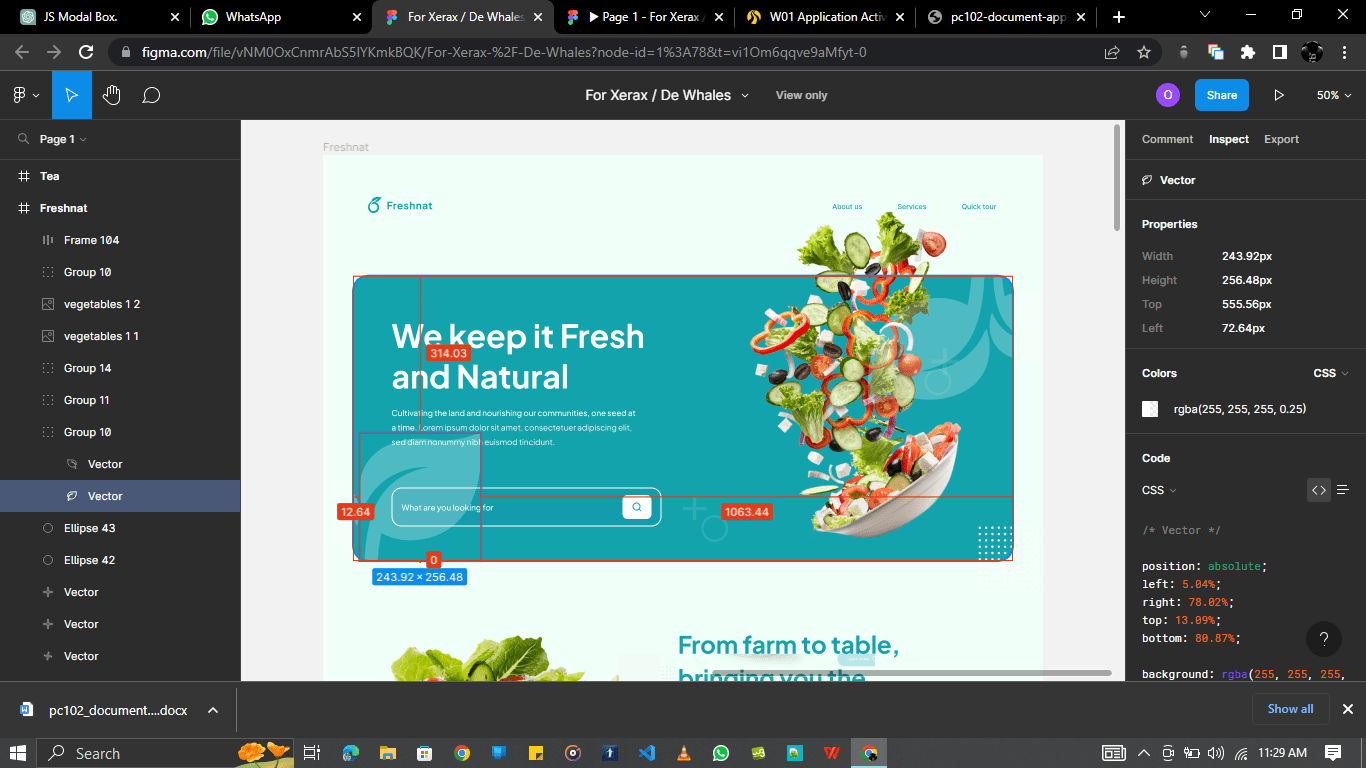 JS Modal Box.
WhatsApp
For Xerax / De Whales
Page 1 - For Xerax /
W01 Application Activ
pc102-document-app
figma.com/file/vNM0OxCnmrAbS5lYKmkBQK/For-Xerax-%2F-De-Whales?node-id=1%3A78&t=vi1Om6qqve9aMfyt-0
For Xerax / De Whales
View only
O
Share
50%
Page 1
Tea
Freshnat
Frame 104
Group 10
vegetables 1 2
vegetables 1 1
Group 14
Group 11
Group 10
Vector
Vector
Ellipse 43
Ellipse 42
Vector
Vector
Vector
Freshnat
Freshnat
About us
Services
Quick tour
We keep it Fresh
and Natural
314.03
Cultivating the land and nourishing our communities, one seed at
a time. Lorem ipsum dolor sit amet, consectetuer adipiscing elit,
sed diam nonummy nibh euismod tincidunt.
What are you looking for
12.64
1063.44
0
243.92 × 256.48
From farm to table,
bringing you the
Comment
Inspect
Export
Vector
Properties
Width 243.92px
Height 256.48px
Top 555.56px
Left 72.64px
Colors
CSS
rgba(255, 255, 255, 0.25)
Code
CSS
/* Vector */
position: absolute;
left: 5.04%;
right: 78.02%;
top: 13.09%;
bottom: 80.87%;
background: rgba(255, 255, 255,
?
pc102_document....docx
Show all
Search
11:29 AM